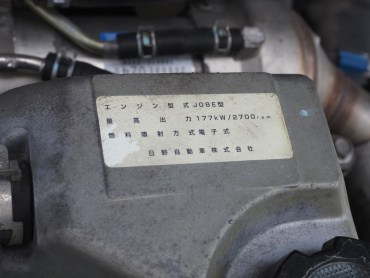 エンジン型式J08E型
最高出力177kW/2700r.p.m
燃料噴射方式電子式
日野自動車株式会社